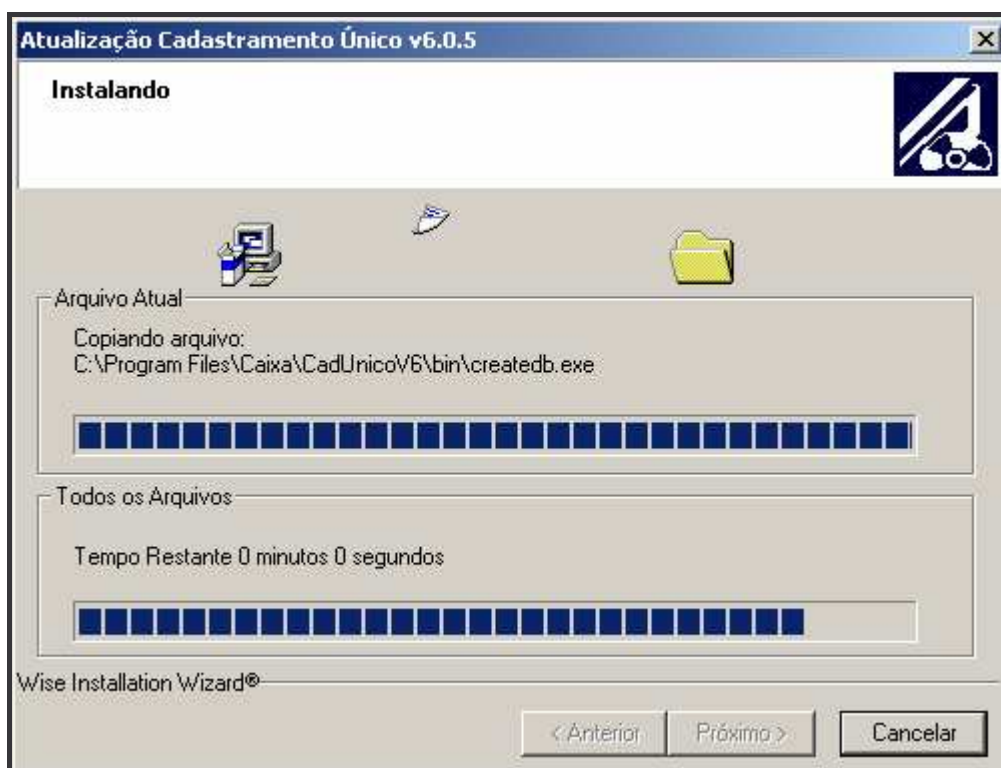 Atualização Cadastramento Único v6.0.5
Instalando
Arquivo Atual
Copiando arquivo:
C:\Program Files\Caixa\CadUnicoV6\bin\createdb.exe
Todos os Arquivos
Tempo Restante 0 minutos 0 segundos
Wise Installation Wizard®
< Anterior
Próximo >
Cancelar